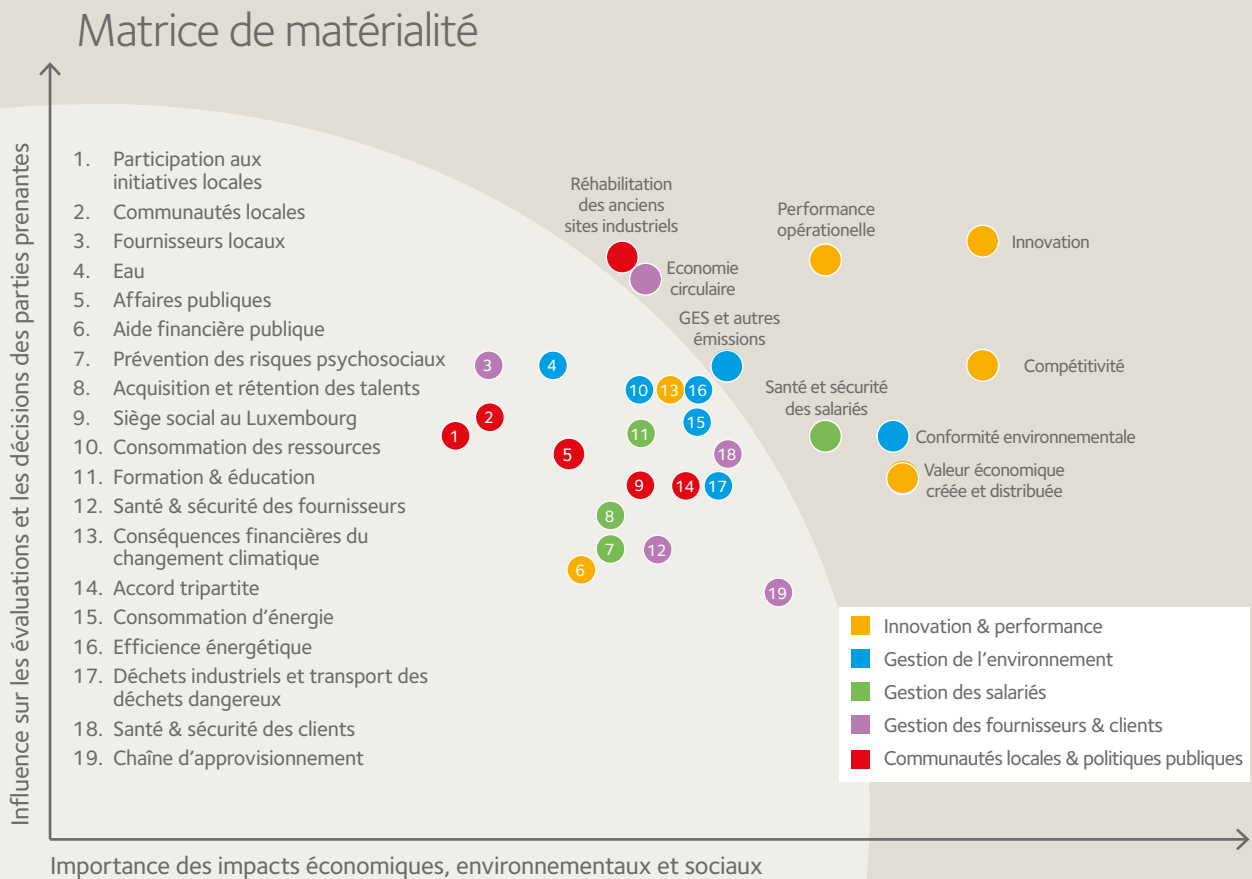 Matrice de matérialité
Influence sur les évaluations et les décisions des parties prenantes
1. Participation aux
initiatives locales
2. Communautés locales
3. Fournisseurs locaux
4. Eau
5. Affaires publiques
6. Aide financière publique
7. Prévention des risques psychosociaux
8. Acquisition et rétention des talents
9. Siège social au Luxembourg
10. Consommation des ressources
11. Formation & éducation
12. Santé & sécurité des fournisseurs
13. Conséquences financières du
changement climatique
14. Accord tripartite
15. Consommation d'énergie
16. Efficience énergétique
17. Déchets industriels et transport des
déchets dangereux
18. Santé & sécurité des clients
19. Chaîne d'approvisionnement
Réhabilitation
des anciens
sites industriels
Economie
circulaire
Performance
opérationelle
Innovation
GES et autres
émissions
Compétitivité
Santé et sécurité
des salariés
Conformité environnementale
Valeur économique
créée et distribuée
3
4
10
13
16
2
1
11
15
5
18
9
14
17
8
7
12
6
19
Innovation & performance
Gestion de l'environnement
Gestion des salariés
Gestion des fournisseurs & clients
Communautés locales & politiques publiques
Importance des impacts économiques, environnementaux et sociaux